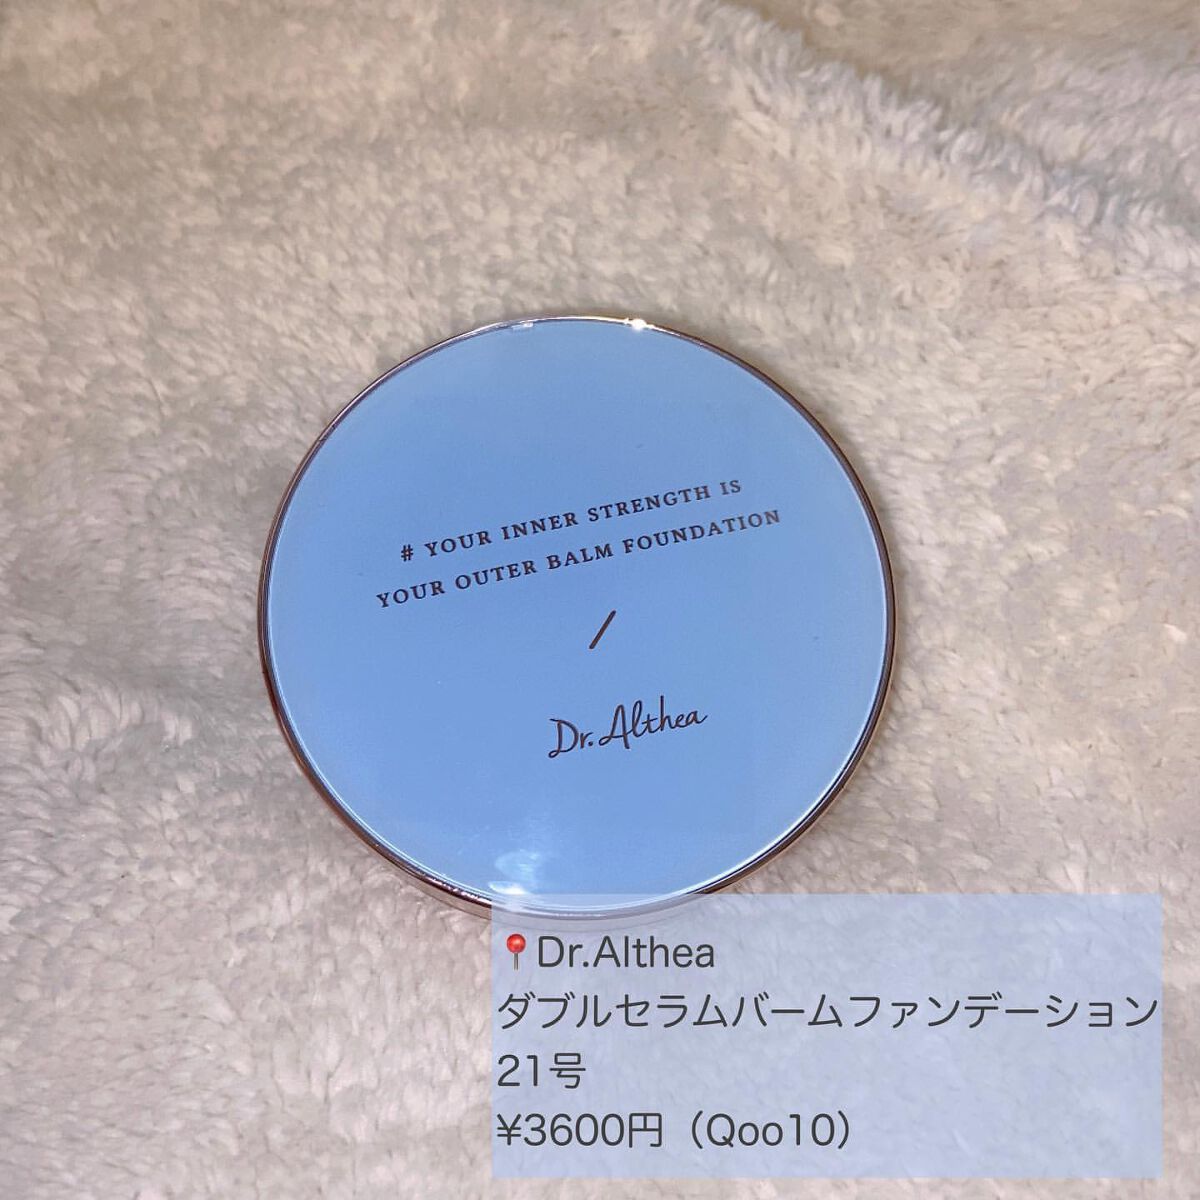 # YOUR INNER STRENGTH IS
YOUR OUTER BALM FOUNDATION
/
Dr.Althea
📍Dr.Althea
ダブルセラムバームファンデーション
21号
¥3600円（Qoo10）